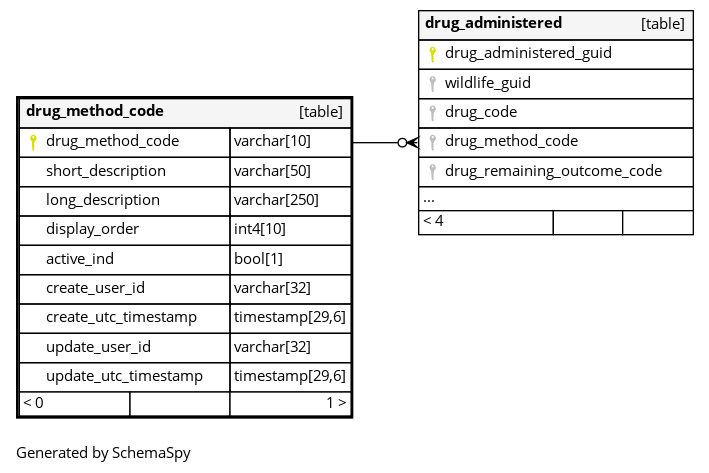 drug_administered [table]
drug_administered_guid
wildlife_guid
drug_code
drug_method_code
drug_remaining_outcome_code
...
< 4
drug_method_code [table]
drug_method_code varchar[10]
short_description varchar[50]
long_description varchar[250]
display_order int4[10]
active_ind bool[1]
create_user_id varchar[32]
create_utc_timestamp timestamp[29,6]
update_user_id varchar[32]
update_utc_timestamp timestamp[29,6]
< 0 1 >
Generated by SchemaSpy